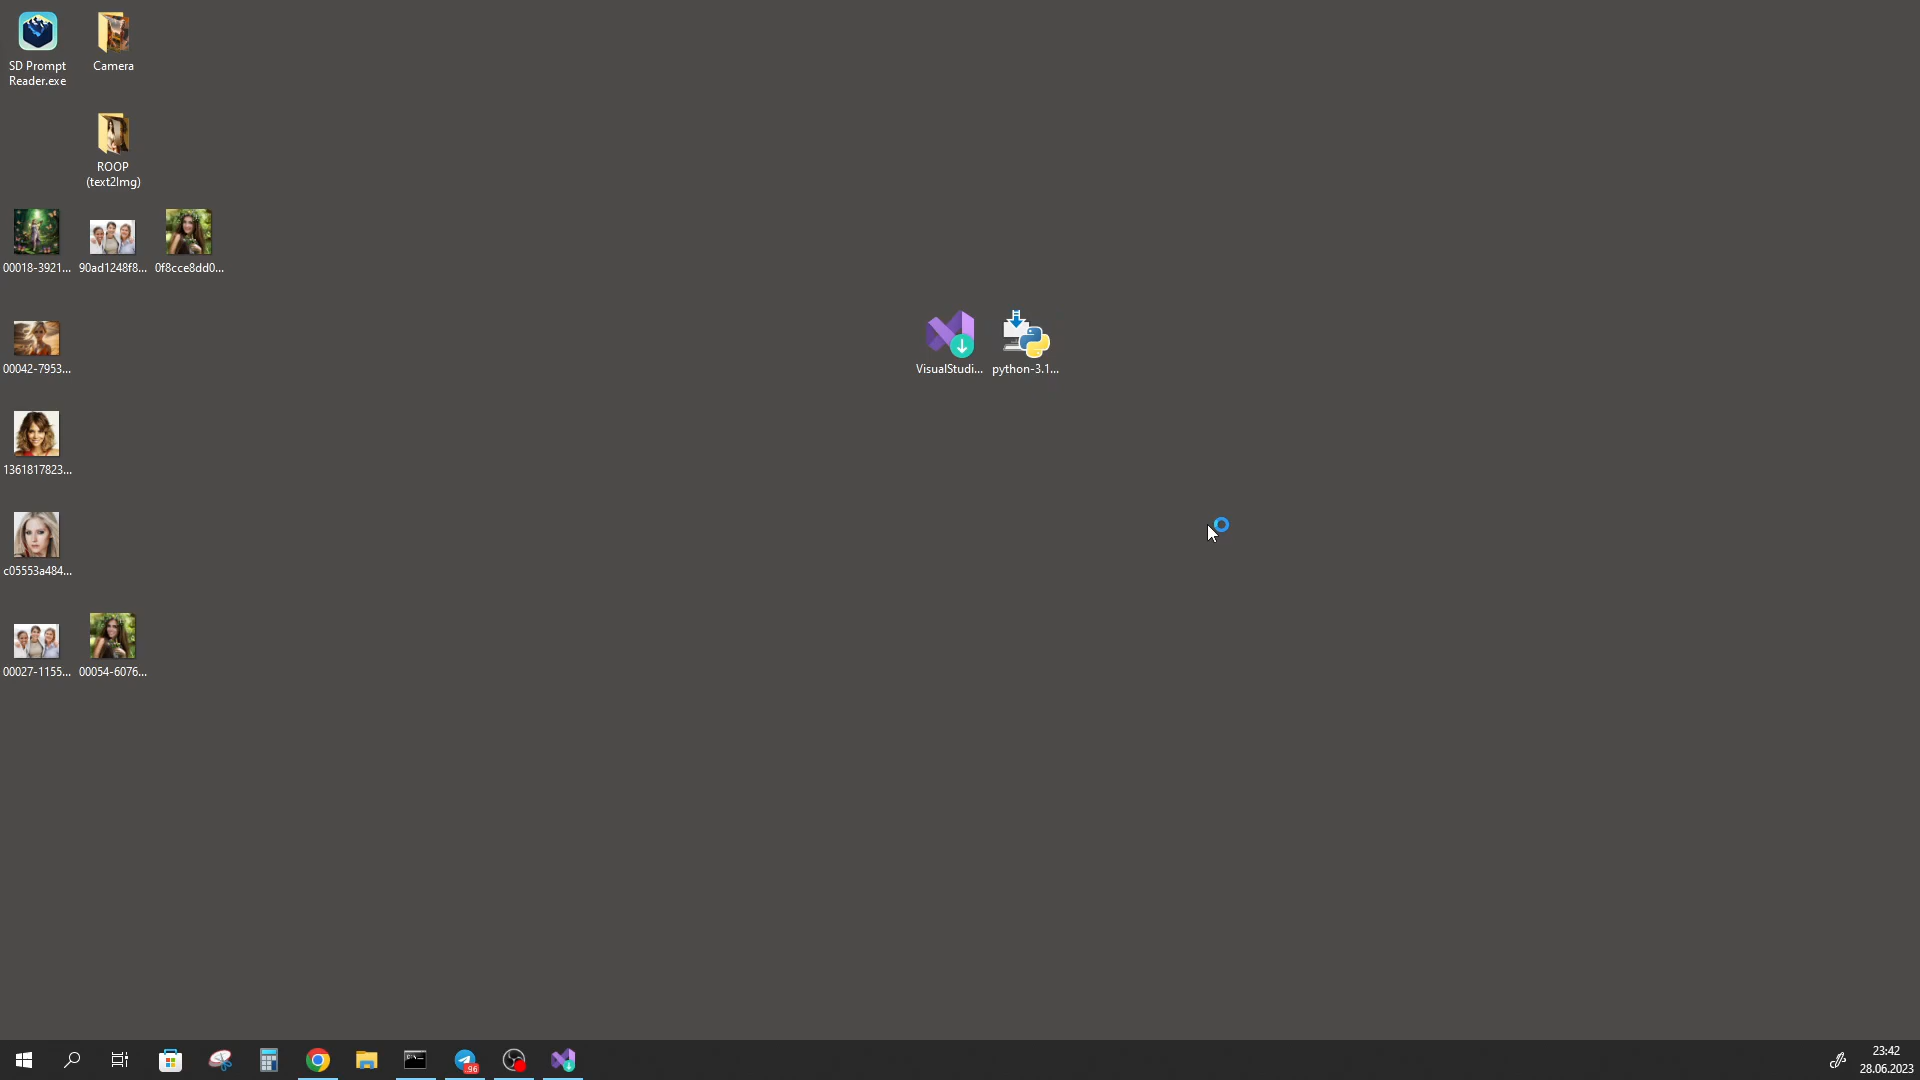 SD Prompt
Reader.exe
Camera
ROOP
(text2Img)
00018-3921...
90ad1248f8...
0f8cce8dd0...
00042-7953...
VisualStudi...
python-3.1...
1361817823...
c05553a484...
00027-1155...
00054-6076...
.96
23:42
28.06.2023